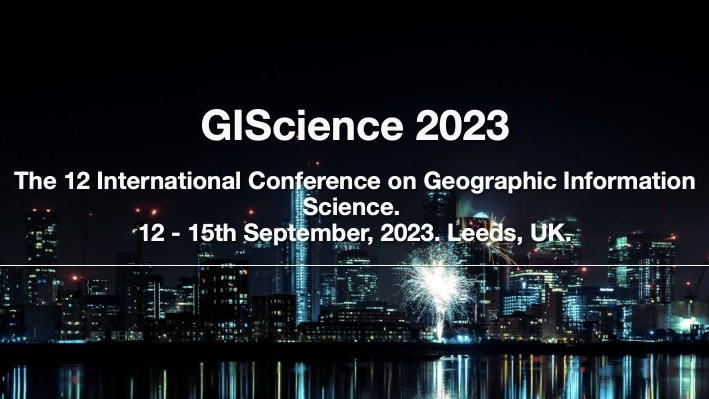 GIScience 2023
The 12 International Conference on Geographic Information
Science.
12 - 15th September, 2023. Leeds, UK.